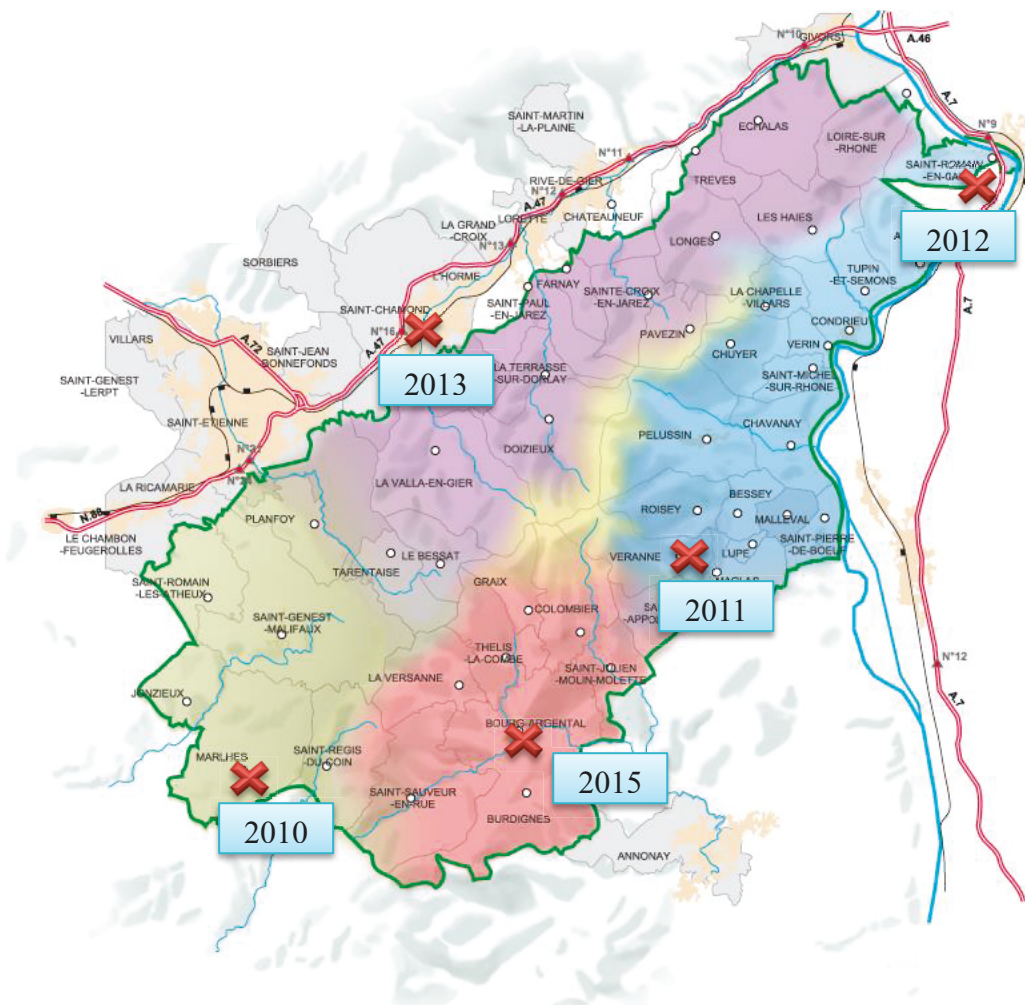 N°10
GIVORS
A.46
SAINT-MARTIN
-LA-PLAINE
ECHALAS
A.7
N°9
LOIRE-SUR
-RHONE
N°11
SAINT-ROMAIN
-EN-GA
TREVES
RIVE-DE-GIER
N°12
A.47
LORETTE
CHATEAUNEUF
LA GRAND
-CROIX
N°13
LES HAIES
LONGES
2012
A
SORBIERS
L'HORME
FARNAY
TUPIN
-ET-SEMONS
SAINTE-CROIX
-EN-JAREZ
LA CHAPELLE
-VILLARS
SAINT-CHAMOND
SAINT-PAUL
-EN-JAREZ
A.7
N°16
PAVEZIN
CONDRIEU
VILLARS
A.72
A.47
SAINT-JEAN
-BONNEFONDS
CHUYER
VERIN
2013
LA TERRASSE
-SUR-DORLAY
SAINT-MICHEL
-SUR-RHONE
SAINT-GENEST
-LERPT
SAINT-ETIENNE
PELUSSIN
CHAVANAY
DOIZIEUX
LA RICAMARIE
LA VALLA-EN-GIER
N.88
PLANFOY
ROISEY
BESSEY
MALLEVAL
LE CHAMBON
-FEUGEROLLES
LE BESSAT
TARENTAISE
VERANNE
LUPE
SAINT-PIERRE
-DE-BOEUF
SAINT-ROMAIN
-LES-ATHEUX
GRAIX
MACLAS
COLOMBIER
2011
SA
-APPO
SAINT-GENEST
-MALIFAUX
THELIS
-LA-COMBE
SAINT-JULIEN
-MOLIN-MOLETTE
N°12
LA VERSANNE
JONZIEUX
A.7
BOURG-ARGENTAL
MARLHES
SAINT-REGIS
-DU-COIN
2015
SAINT-SAUVEUR
-EN-RUE
2010
BURDIGNES
ANNONAY